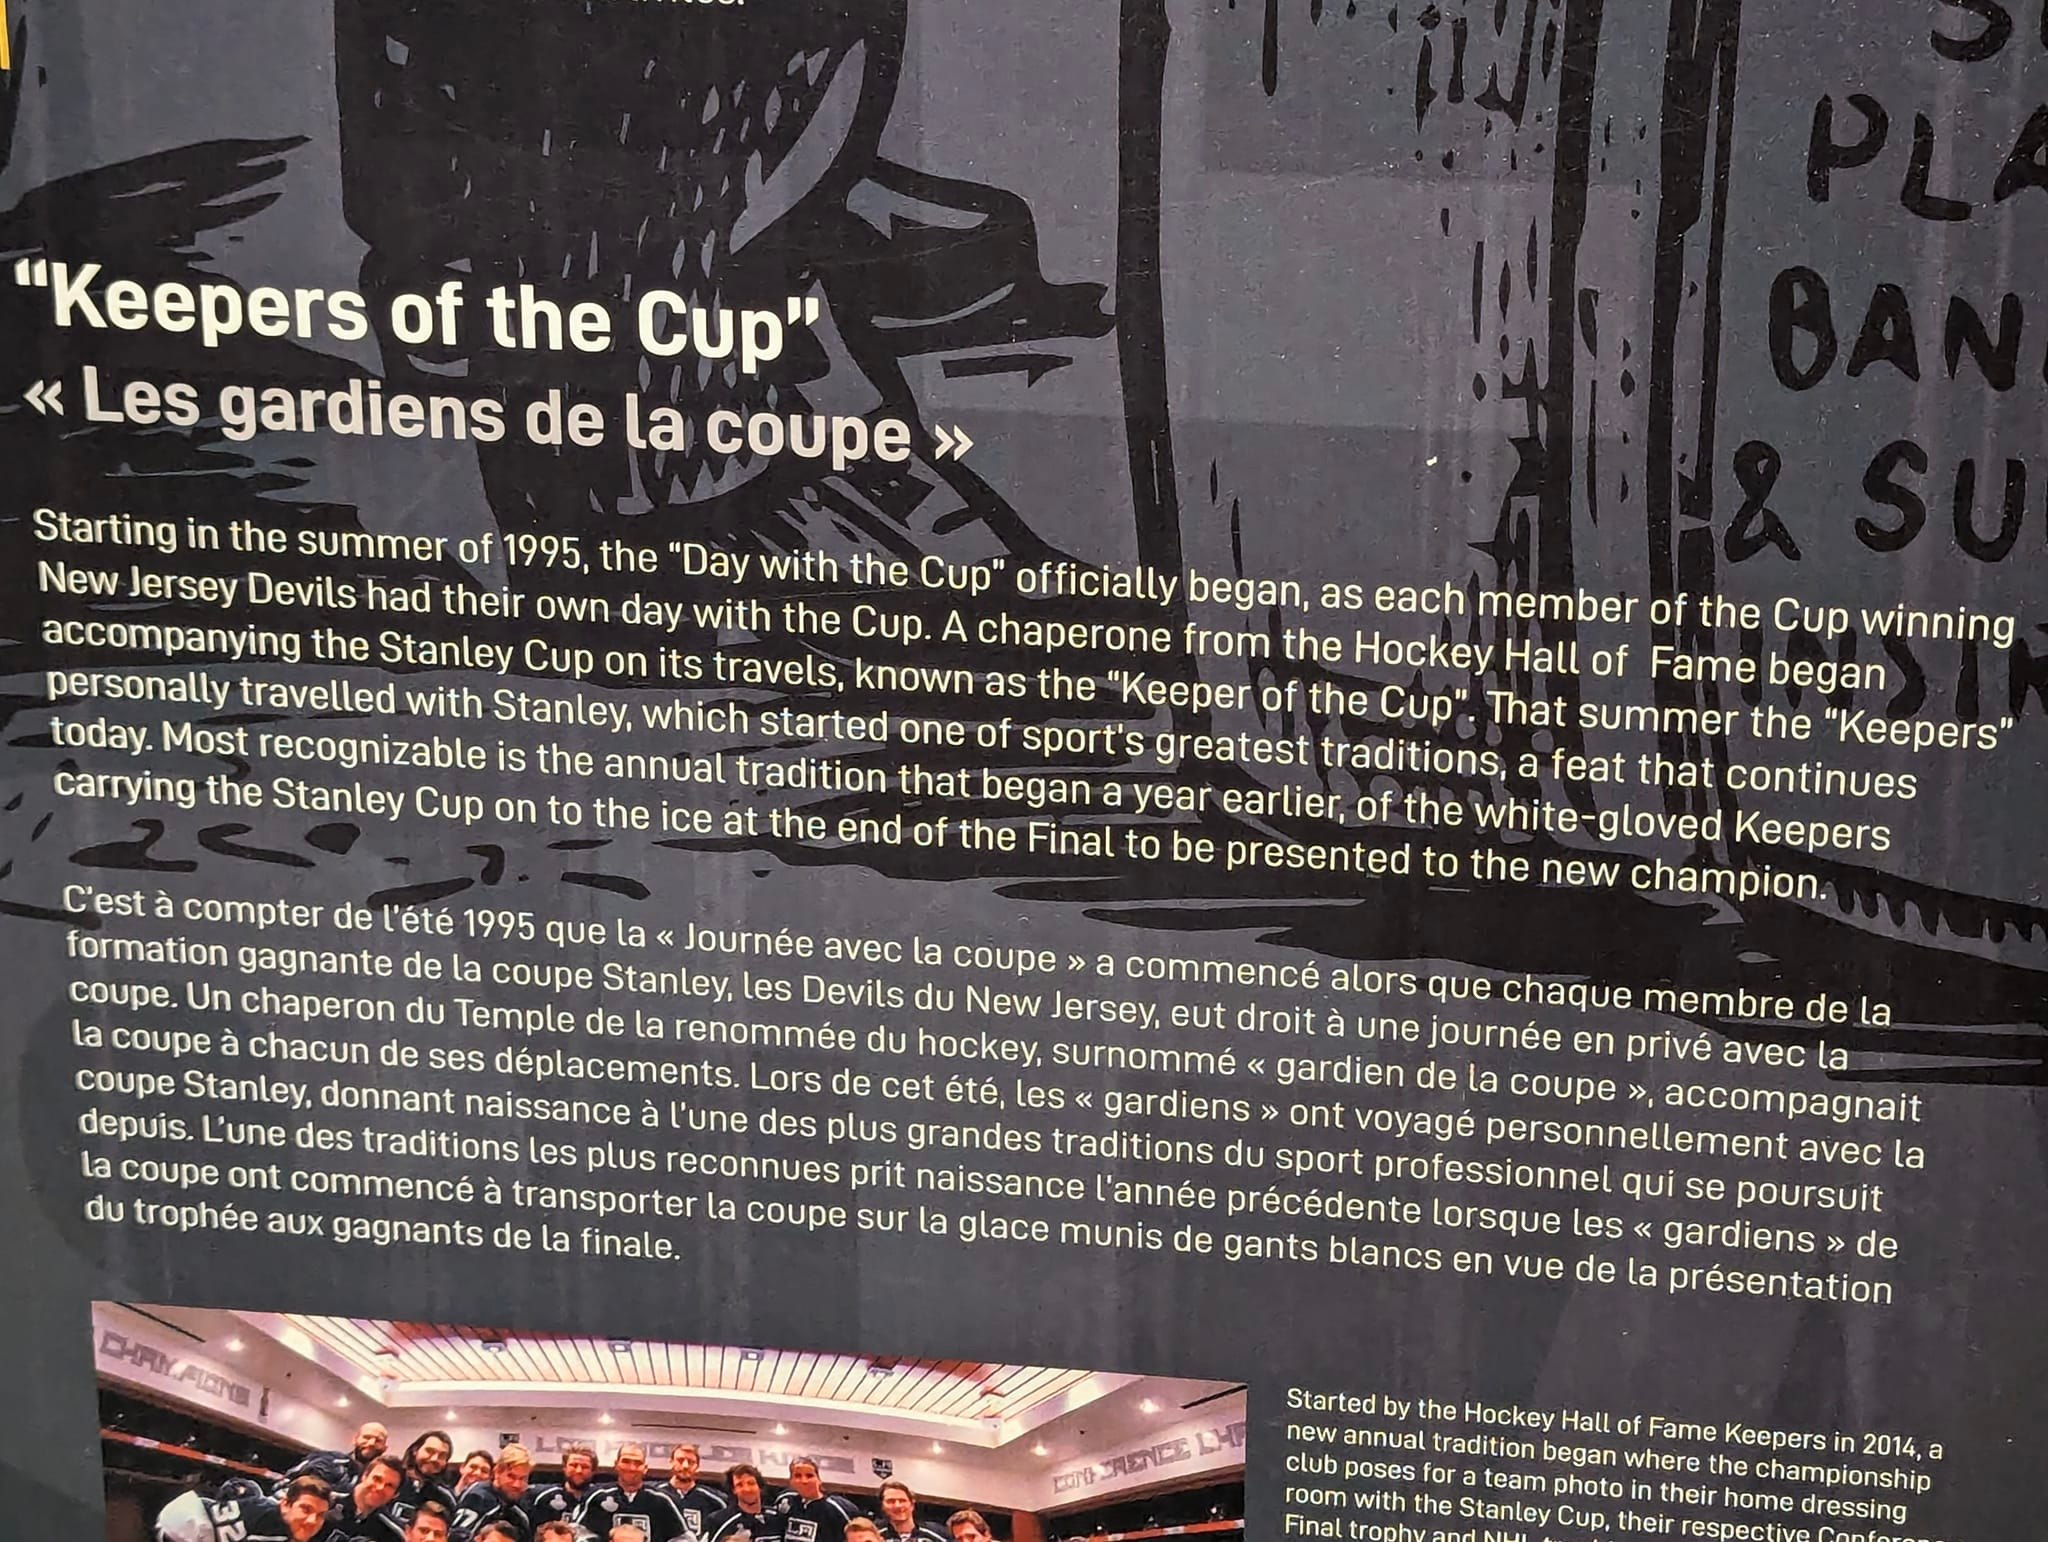 "Keepers of the Cup"
« Les gardiens de la coupe »
Starting in the summer of 1995, the "Day with the Cup" officially began, as each member of the Cup winning
New Jersey Devils had their own day with the Cup. A chaperone from the Hockey Hall of Fame began
accompanying the Stanley Cup on its travels, known as the "Keeper of the Cup". That summer the "Keepers"
personally travelled with Stanley, which started one of sport's greatest traditions, a feat that continues
today. Most recognizable is the annual tradition that began a year earlier, of the white-gloved Keepers
carrying the Stanley Cup on to the ice at the end of the Final to be presented to the new champion.
C'est à compter de l'été 1995 que la « Journée avec la coupe » a commencé alors que chaque membre de la
formation gagnante de la coupe Stanley, les Devils du New Jersey, eut droit à une journée en privé avec la
coupe. Un chaperon du Temple de la renommée du hockey, surnommé « gardien de la coupe », accompagnait
la coupe à chacun de ses déplacements. Lors de cet été, les « gardiens » ont voyagé personnellement avec la
coupe Stanley, donnant naissance à l'une des plus grandes traditions du sport professionnel qui se poursuit
depuis. L'une des traditions les plus reconnues prit naissance l'année précédente lorsque les « gardiens » de
la coupe ont commencé à transporter la coupe sur la glace munis de gants blancs en vue de la présentation
du trophée aux gagnants de la finale.
Started by the Hockey Hall of Fame Keepers in 2014, a
new annual tradition began where the championship
club poses for a team photo in their home dressing
room with the Stanley Cup, their respective
Final trophy and NHL
PLA
BAN
& SU
CHAMPIONS
LOS ANGELES KINGS
CONFERENCE CH
32
LA